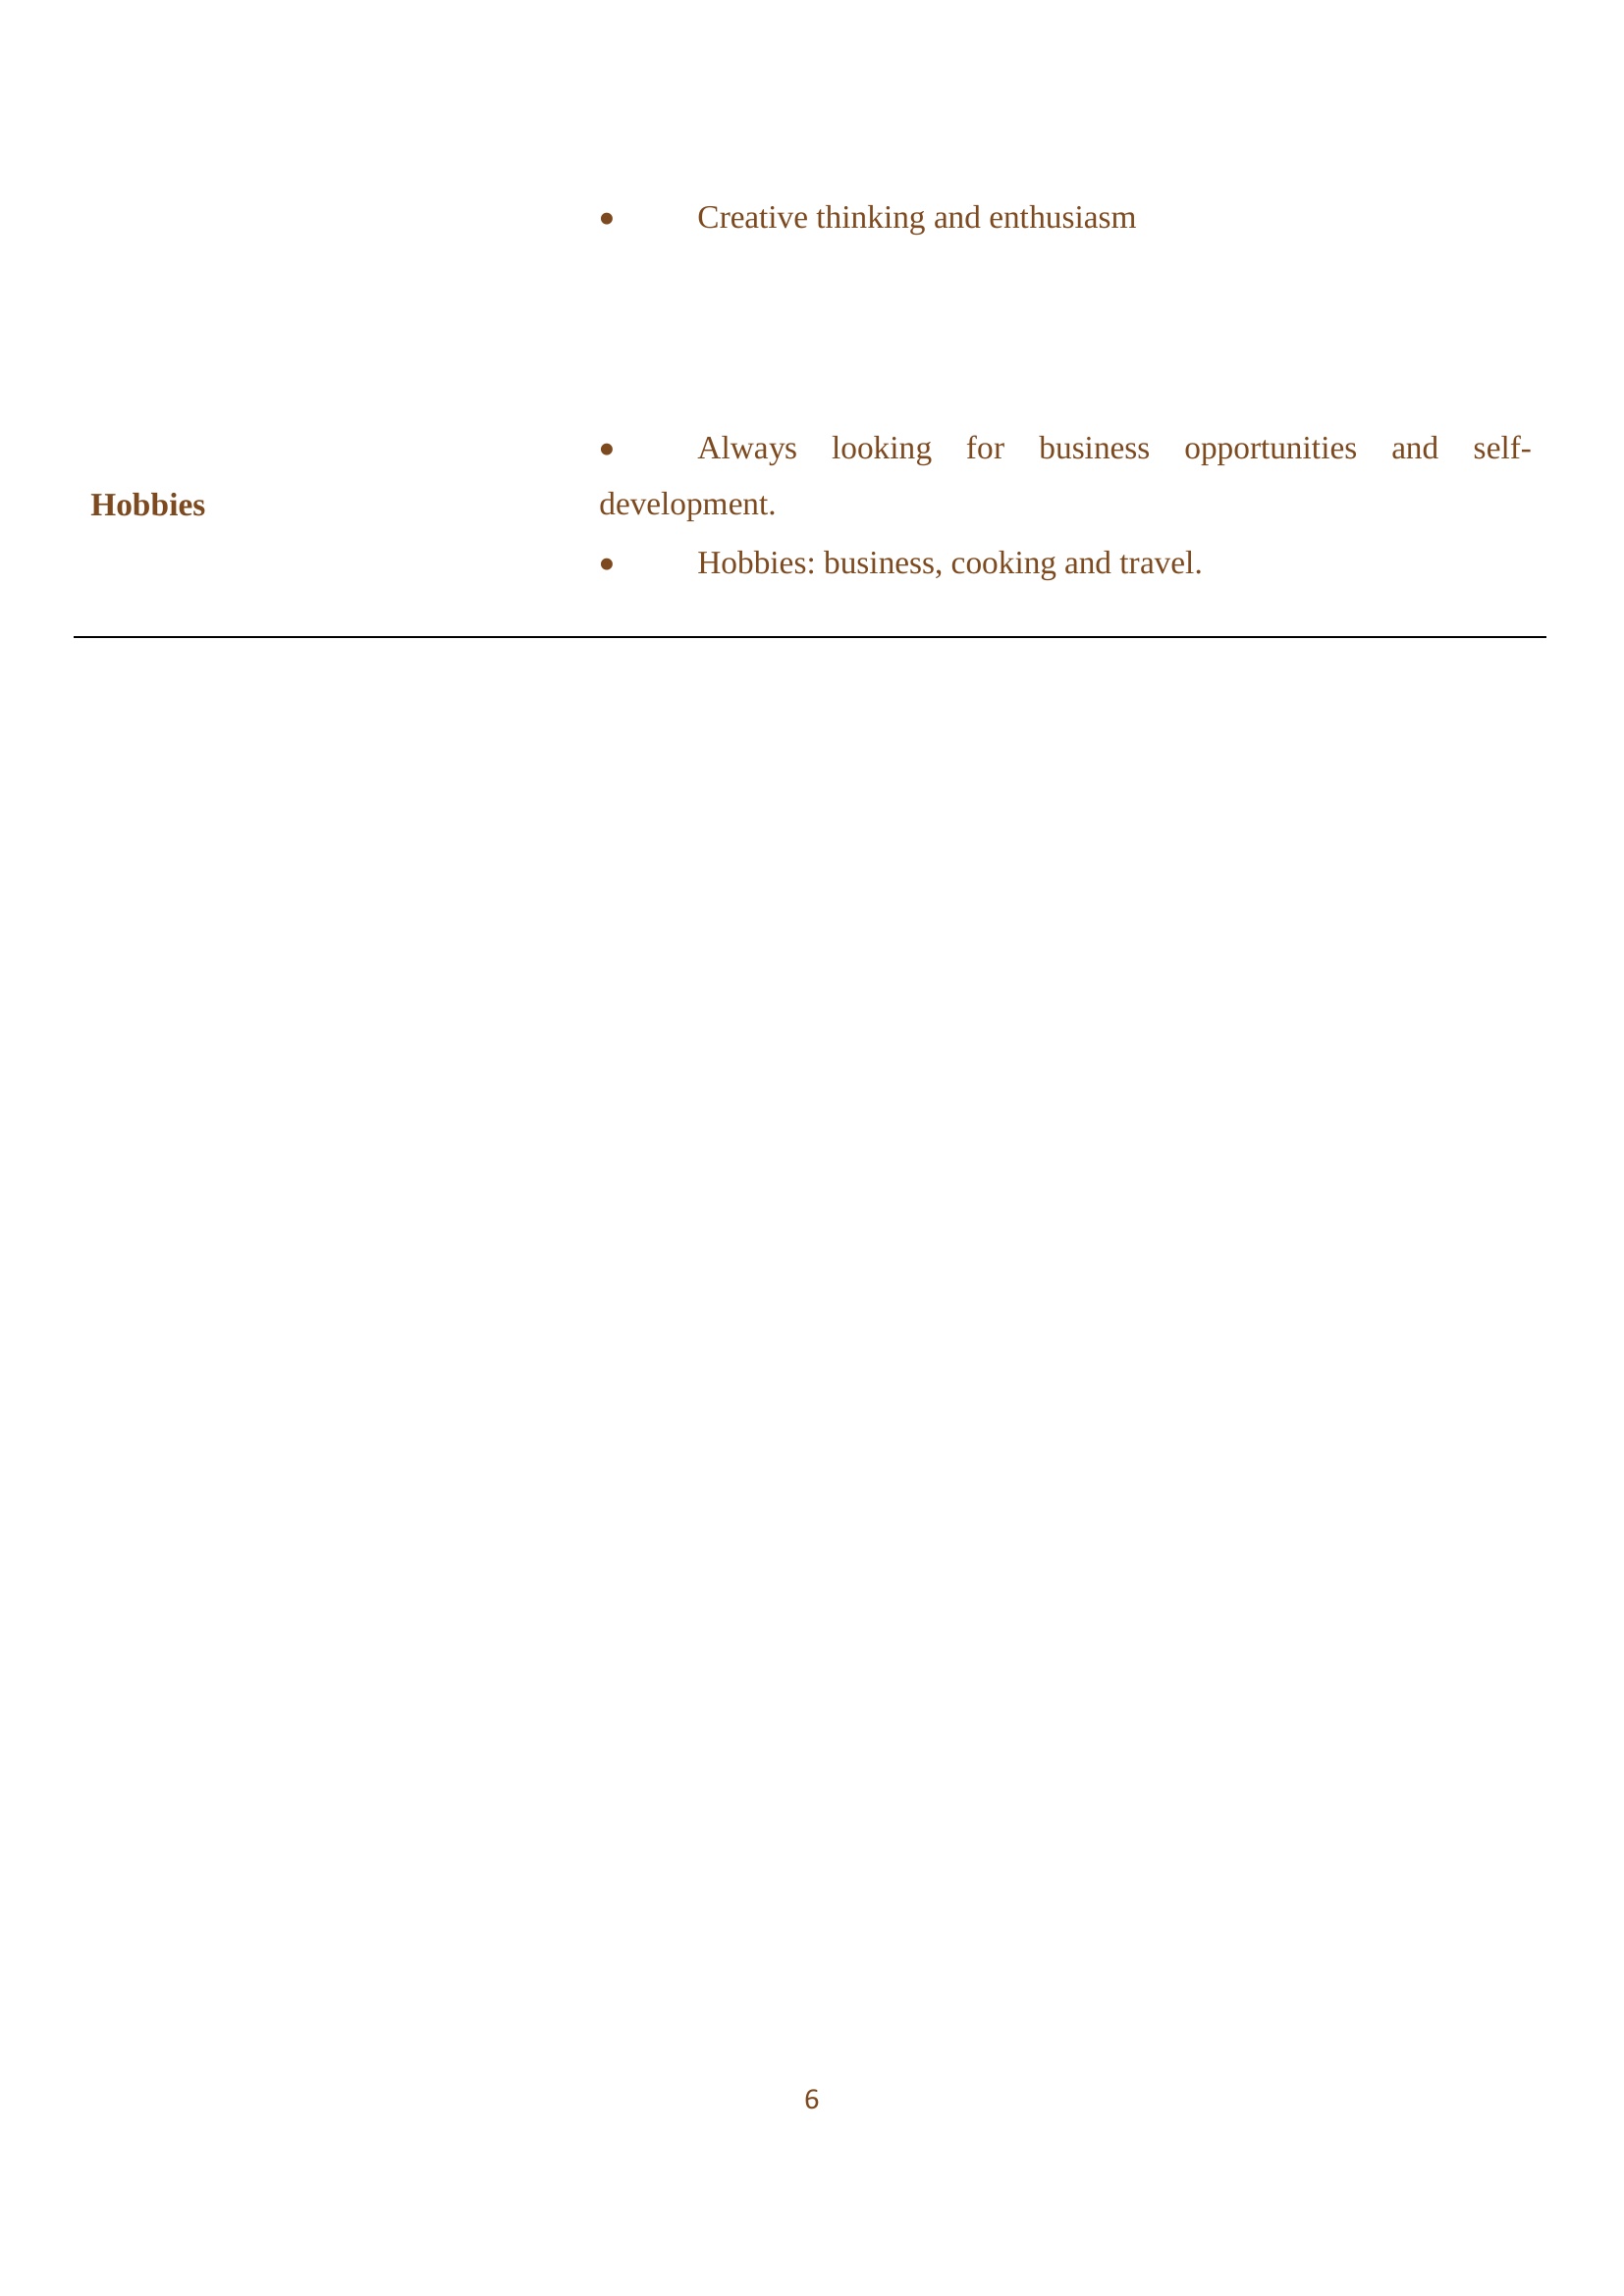 • Creative thinking and enthusiasm
• Always looking for business opportunities and self-
Hobbies
development.
• Hobbies: business, cooking and travel.
6